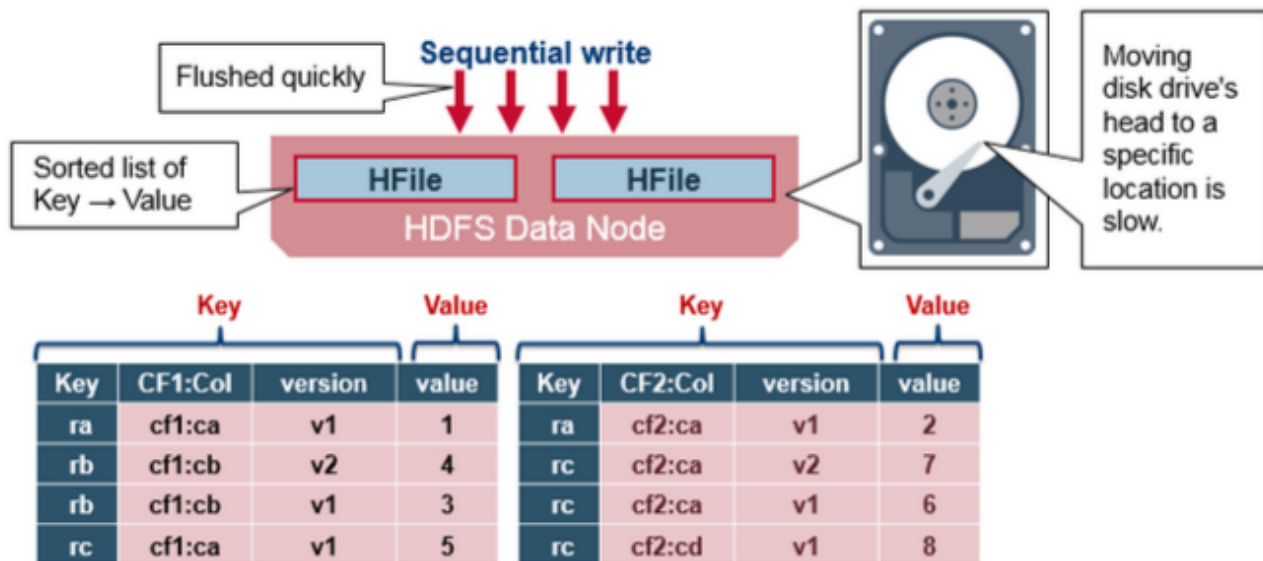 Sequential write
Flushed quickly
Sorted list of
Key → Value
HFile
HFile
HDFS Data Node
Moving
disk drive's
head to a
specific
location is
slow.
Key Value Key Value
Key CF1:Col version value Key CF2:Col version value
ra cf1:ca v1 1 ra cf2:ca v1 2
rb cf1:cb v2 4 rc cf2:ca v2 7
rb cf1:cb v1 3 rc cf2:ca v1 6
rc cf1:ca v1 5 rc cf2:cd v1 8